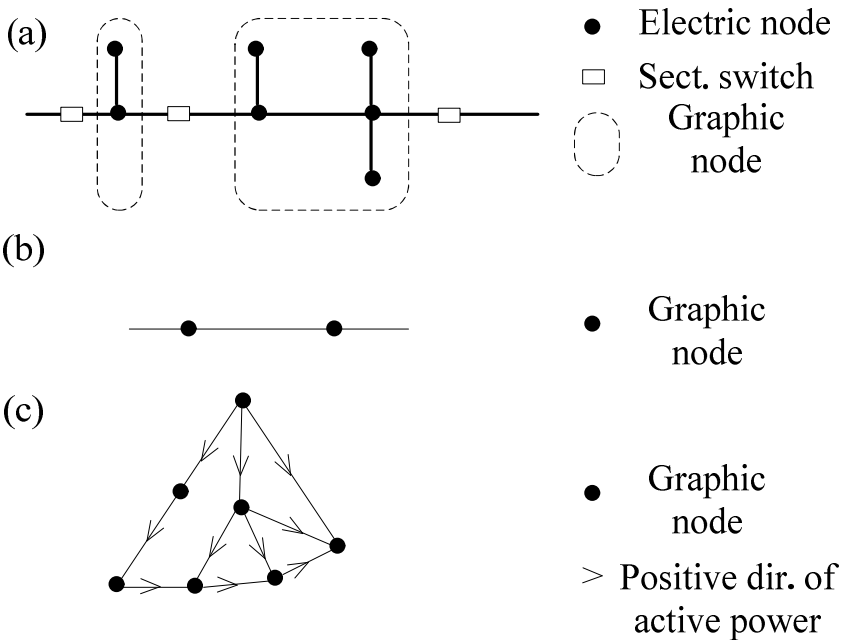 (a)
Electric node
Sect. switch
Graphic
node
(b)
Graphic
node
(c)
Graphic
node
> Positive dir. of
active power